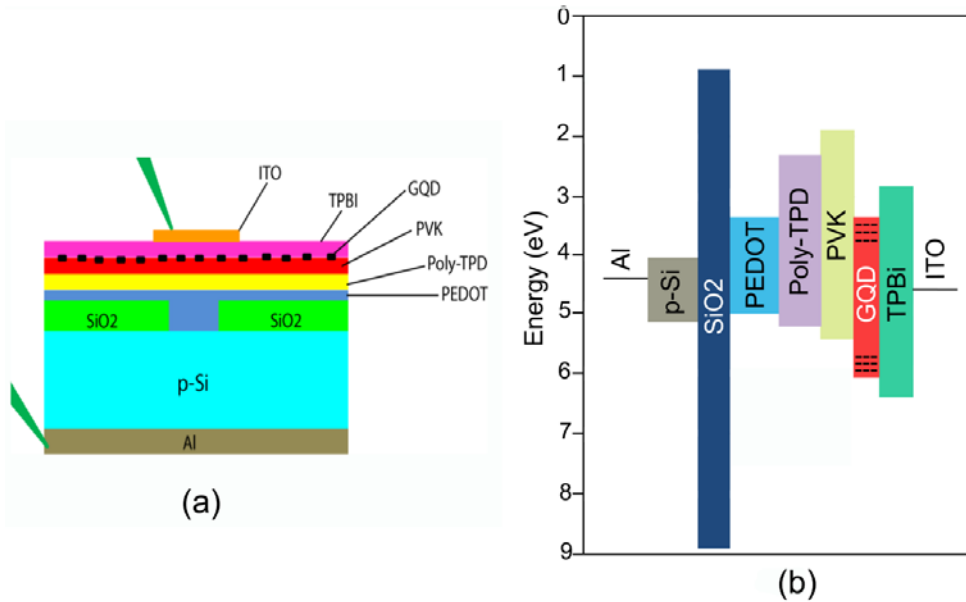 ITO
GQD
TPBI
PVK
Poly-TPD
PEDOT
SiO2 SiO2
p-Si
Al
(a)
Energy (eV)
0
1
2
3
4
5
6
7
8
9
Al
p-Si
SiO2
PEDOT
Poly-TPD
PVK
GQD
TPBi
ITO
(b)